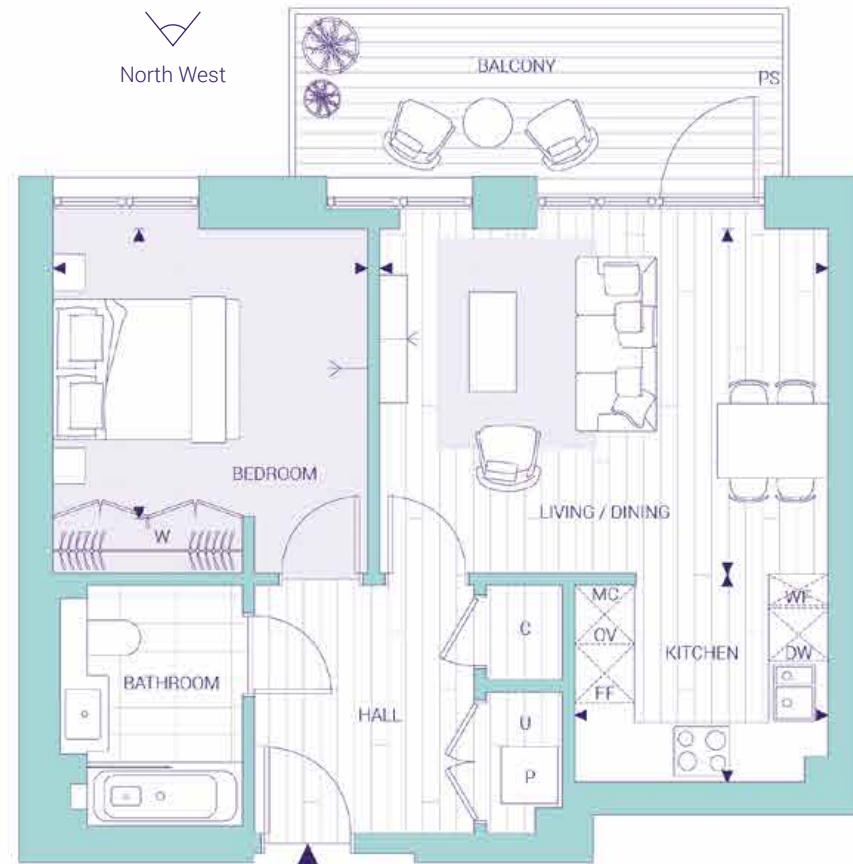 North West
BALCONY
PS
BEDROOM
W
LIVING / DINING
MC
WF
OV
C
KITCHEN
DW
BATHROOM
FF
HALL
U
P